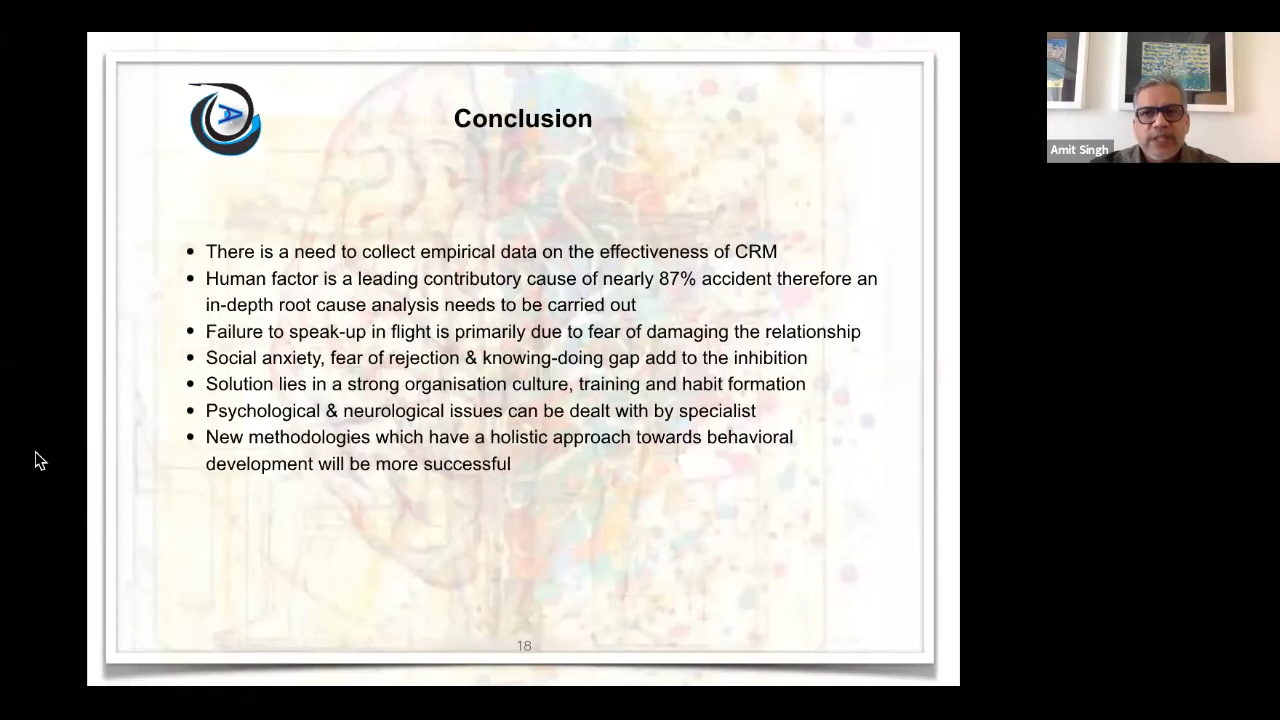 Conclusion
• There is a need to collect empirical data on the effectiveness of CRM
• Human factor is a leading contributory cause of nearly 87% accident therefore an
in-depth root cause analysis needs to be carried out
• Failure to speak-up in flight is primarily due to fear of damaging the relationship
• Social anxiety, fear of rejection & knowing-doing gap add to the inhibition
• Solution lies in a strong organisation culture, training and habit formation
• Psychological & neurological issues can be dealt with by specialist
• New methodologies which have a holistic approach towards behavioral
development will be more successful
18
Amit Singh